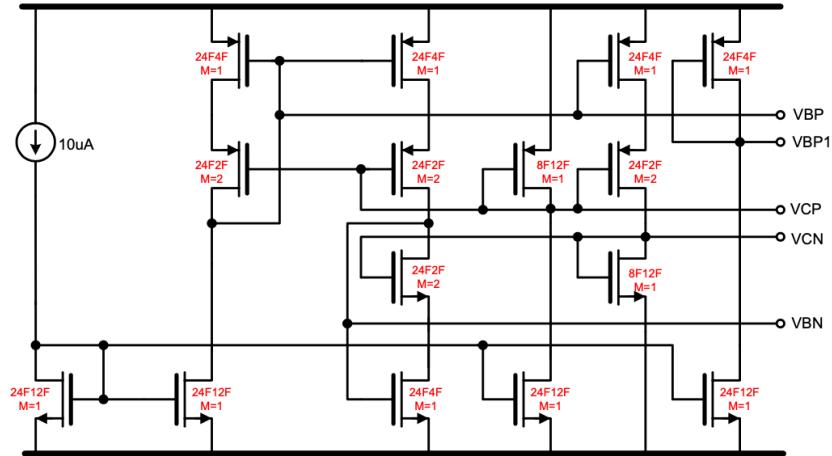 24F4F
M=1
24F4F
M=1
24F4F
M=1
24F4F
M=1
VBP
10uA
VBP1
24F2F
M=2
24F2F
M=2
8F12F
M=1
24F2F
M=2
VCP
VCN
24F2F
M=2
8F12F
M=1
VBN
24F12F
M=1
24F12F
M=1
24F4F
M=1
24F12F
M=1
24F12F
M=1